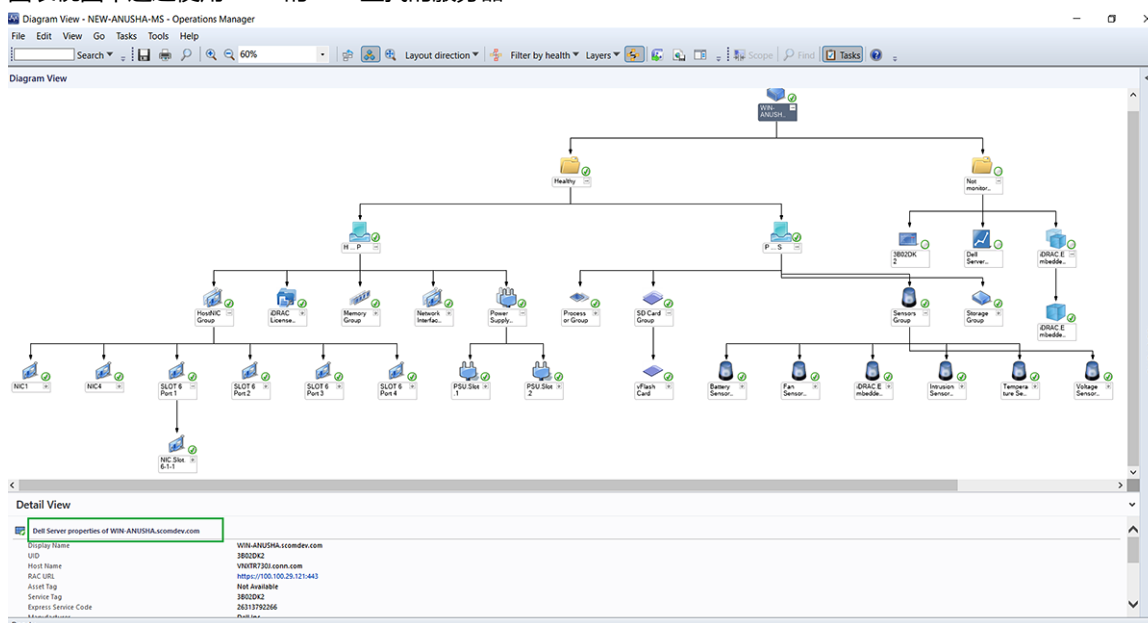 Diagram View - NEW-ANUSHA-MS - Operations Manager
File Edit View Go Tasks Tools Help
Search 60% Layout direction Filter by health Layers Scope Find Tasks
Diagram View
WIN-
ANUSH..
Healthy
Not
monitor..
H ... P
P ... S
3B02DK
2
Dell
Server..
iDRAC.E
mbedde..
HostNIC
Group
iDRAC
License..
Memory
Group
Network
Interfac..
Power
Supply..
Process
or Group
SD Card
Group
Sensors
Group
Storage
Group
iDRAC.E
mbedde..
NIC1
NIC4
SLOT 6
Port 1
SLOT 6
Port 2
SLOT 6
Port 3
SLOT 6
Port 4
PSU.Slot
.1
PSU.Slot
2
vFlash
Card
Battery
Sensor..
Fan
Sensor..
iDRAC.E
mbedde..
Intrusion
Sensor..
Tempera
ture Se..
Voltage
Sensor..
NIC.Slot
6-1-1
Detail View
Dell Server properties of WIN-ANUSHA.scomdev.com
Display Name WIN-ANUSHA.scomdev.com
UID 3B02DK2
Host Name VNXTR730J.conn.com
RAC URL https://100.100.29.121:443
Asset Tag Not Available
Service Tag 3B02DK2
Express Service Code 26313792266